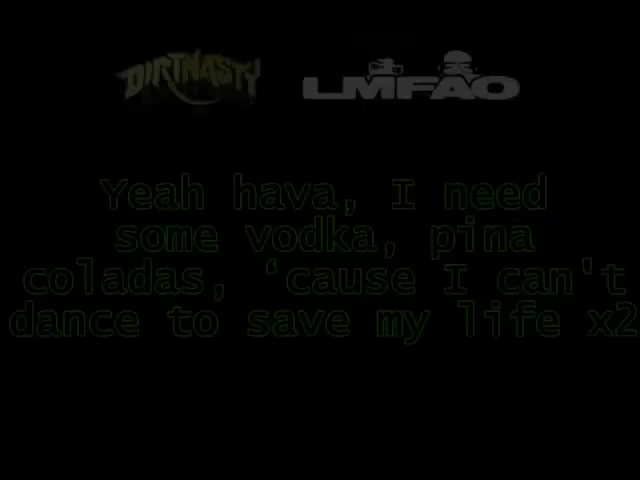 DIRTNASTY LMFAO
Yeah hava, I need
some vodka, pina
coladas, ‘cause I can't
dance to save my life x2